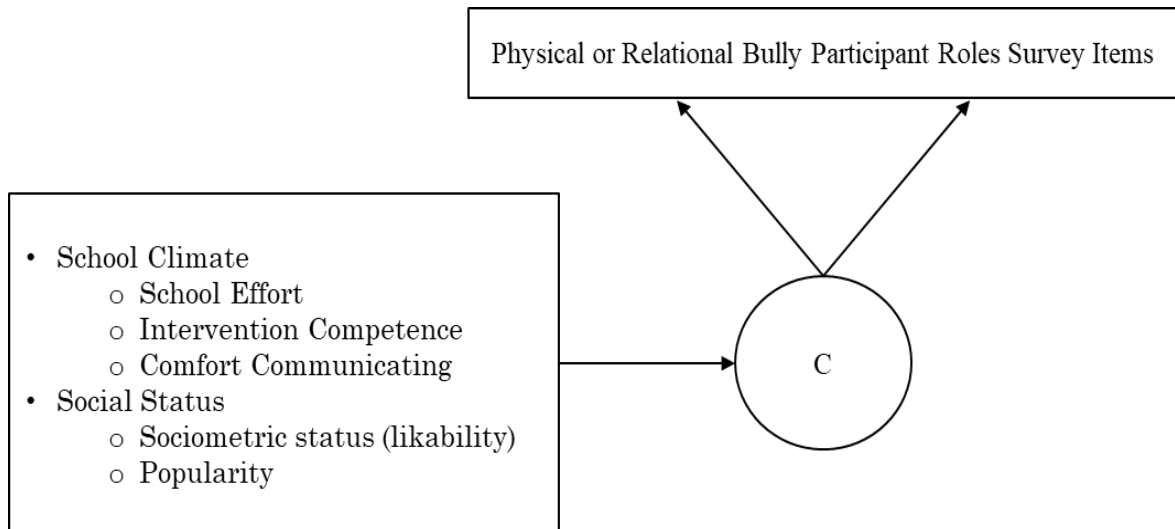 Physical or Relational Bully Participant Roles Survey Items
• School Climate
o School Effort
o Intervention Competence
o Comfort Communicating
• Social Status
o Sociometric status (likability)
o Popularity
C